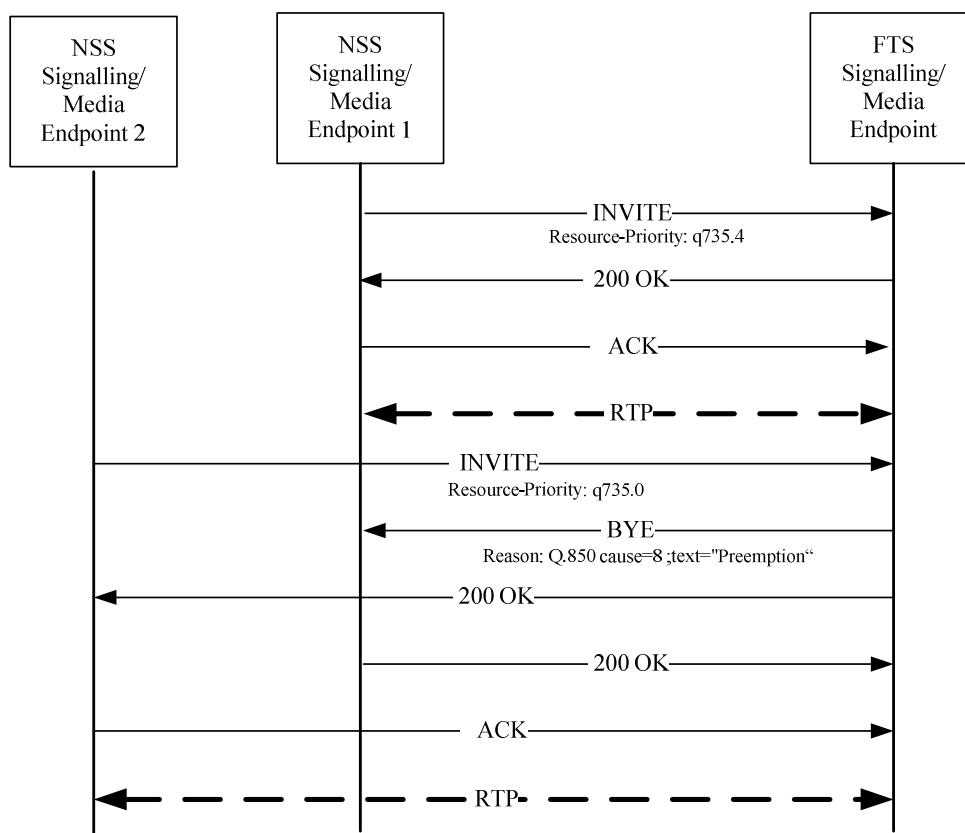 NSS
Signalling/
Media
Endpoint 2
NSS
Signalling/
Media
Endpoint 1
FTS
Signalling/
Media
Endpoint
INVITE
Resource-Priority: q735.4
200 OK
ACK
RTP
INVITE
Resource-Priority: q735.0
BYE
Reason: Q.850 cause=8 ;text="Preemption“
200 OK
200 OK
ACK
RTP